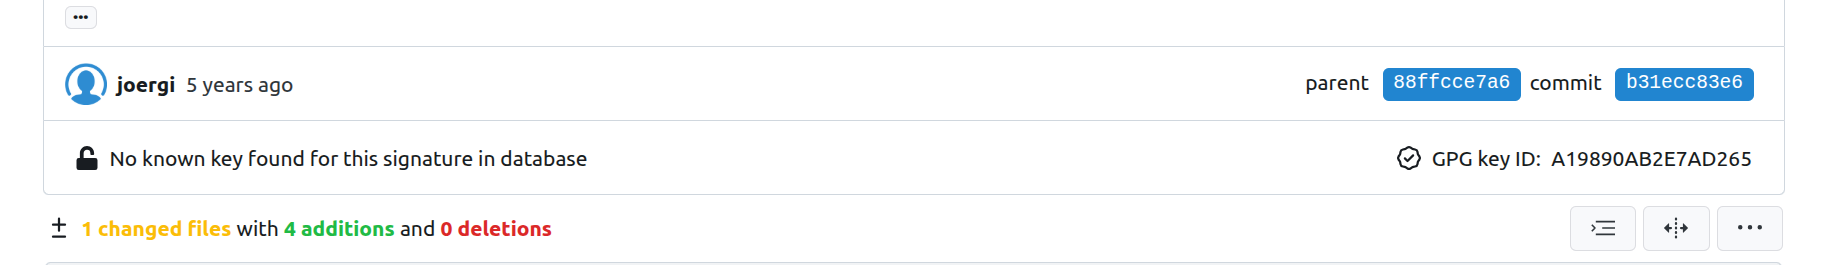 joergi 5 years ago parent 88ffcce7a6 commit b31ecc83e6
No known key found for this signature in database GPG key ID: A19890AB2E7AD265
1 changed files with 4 additions and 0 deletions